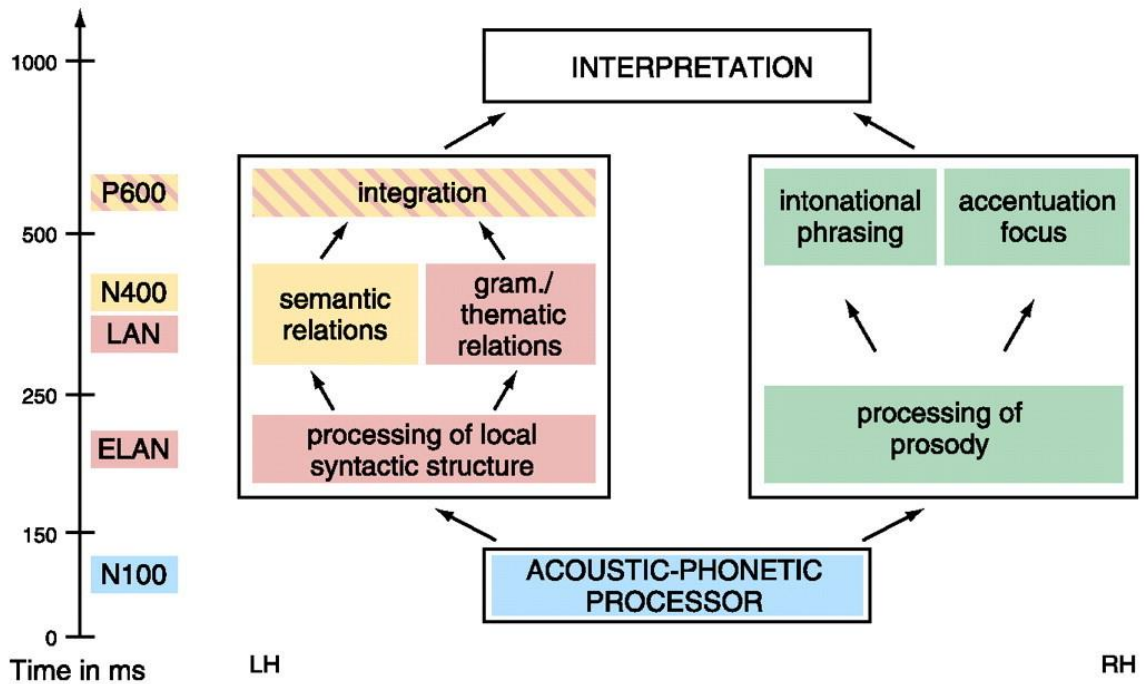 1000
INTERPRETATION
P600
integration
intonational
phrasing
accentuation
focus
500
N400
LAN
semantic
relations
gram./
thematic
relations
250
ELAN
processing of local
syntactic structure
processing of
prosody
150
N100
ACOUSTIC-PHONETIC
PROCESSOR
0
Time in ms
LH
RH